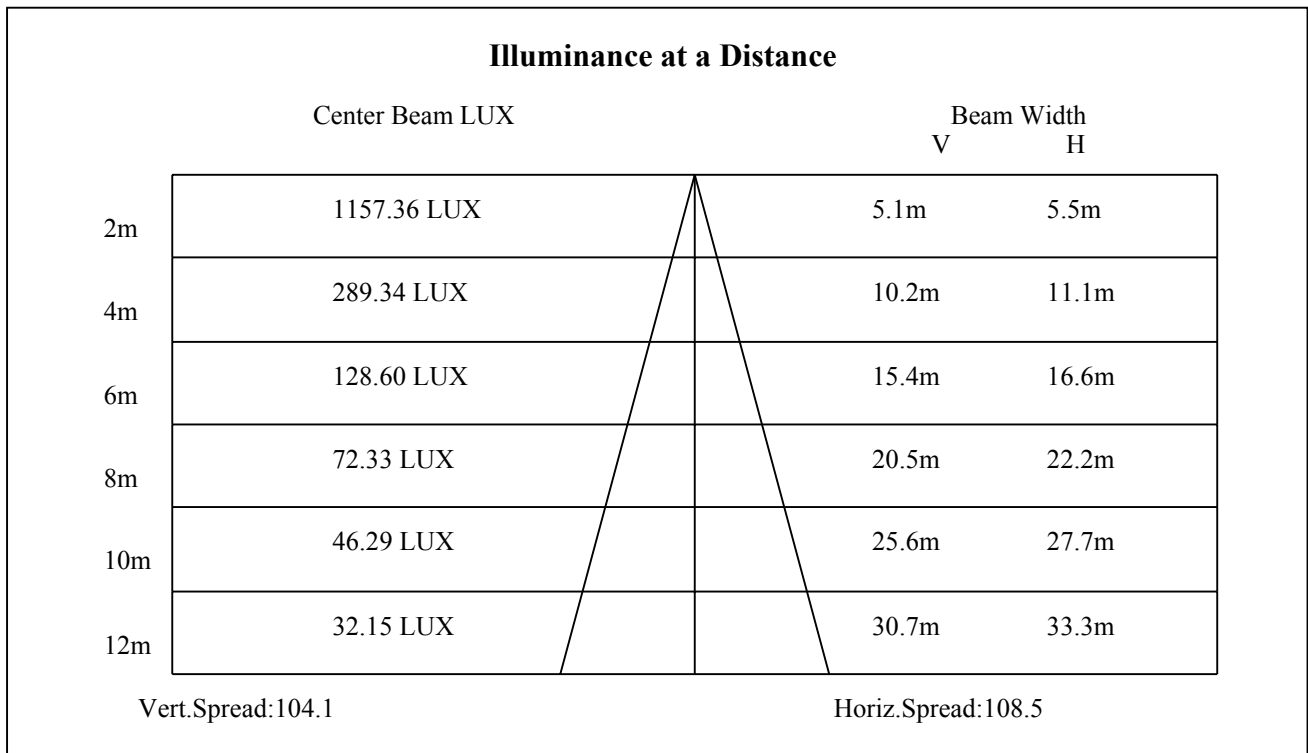 Illuminance at a Distance
Center Beam LUX Beam Width
V H
2m 1157.36 LUX 5.1m 5.5m
4m 289.34 LUX 10.2m 11.1m
6m 128.60 LUX 15.4m 16.6m
8m 72.33 LUX 20.5m 22.2m
10m 46.29 LUX 25.6m 27.7m
12m 32.15 LUX 30.7m 33.3m
Vert.Spread:104.1 Horiz.Spread:108.5